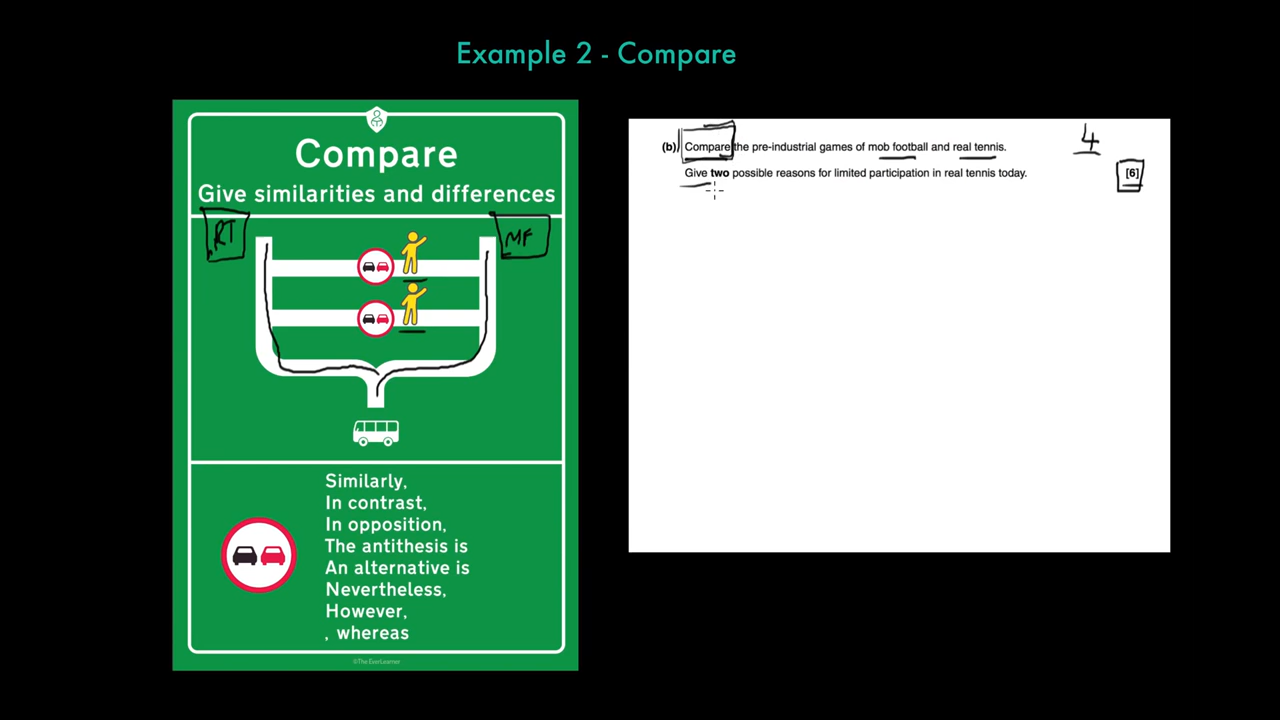 Example 2 - Compare
Compare
Give similarities and differences
RT
MF
Similarly,
In contrast,
In opposition,
The antithesis is
An alternative is
Nevertheless,
However,
, whereas
©The EverLearner
(b) Compare the pre-industrial games of mob football and real tennis.
4
Give two possible reasons for limited participation in real tennis today.
[6]